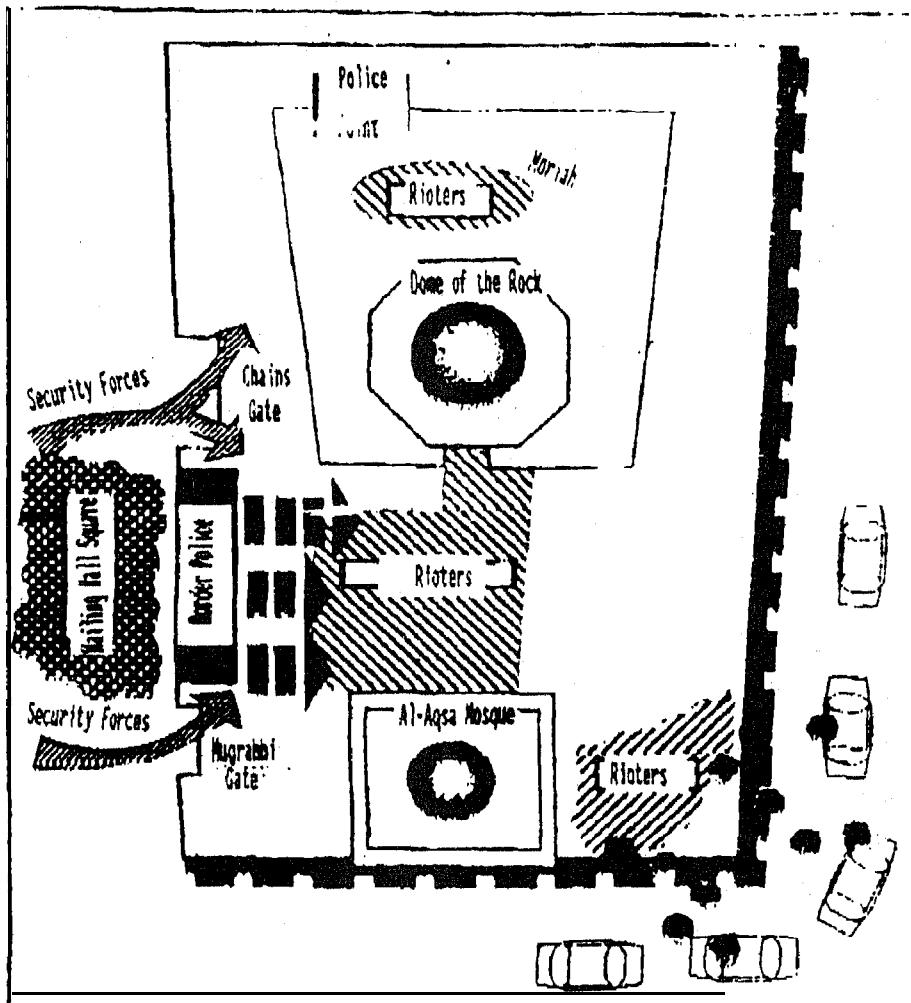 Police
Moriah
Rioters
Dome of the Rock
Chains
Gate
Security Forces
Wailing Wall Square
Border Police
Rioters
Security Forces
Al-Aqsa Mosque
Mugrabbi
Gate
Rioters